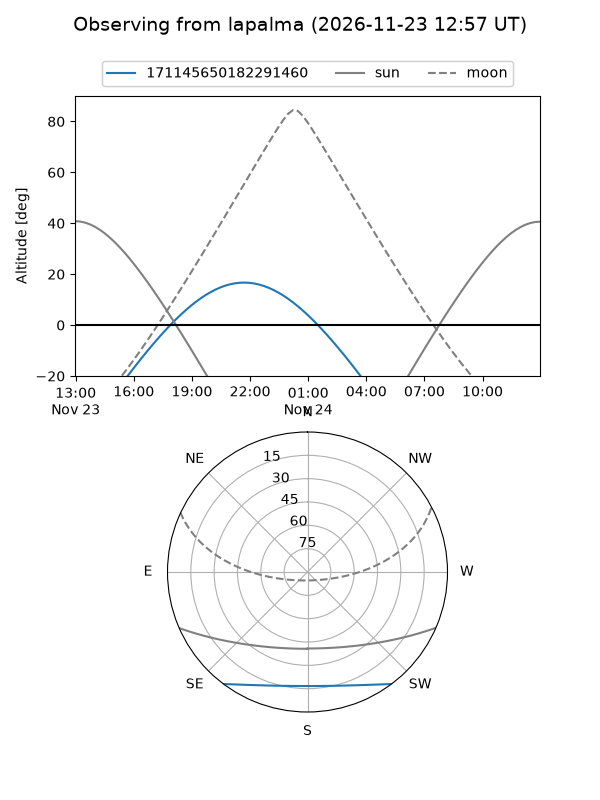 Observing from lapalma (2026-11-23 12:57 UT)
171145650182291460 sun moon
Altitude [deg]
80
60
40
20
0
−20
13:00 16:00 19:00 22:00 01:00 04:00 07:00 10:00
Nov 23 Nov 24
N
NE NW
15
30
45
60
75
E W
SE SW
S